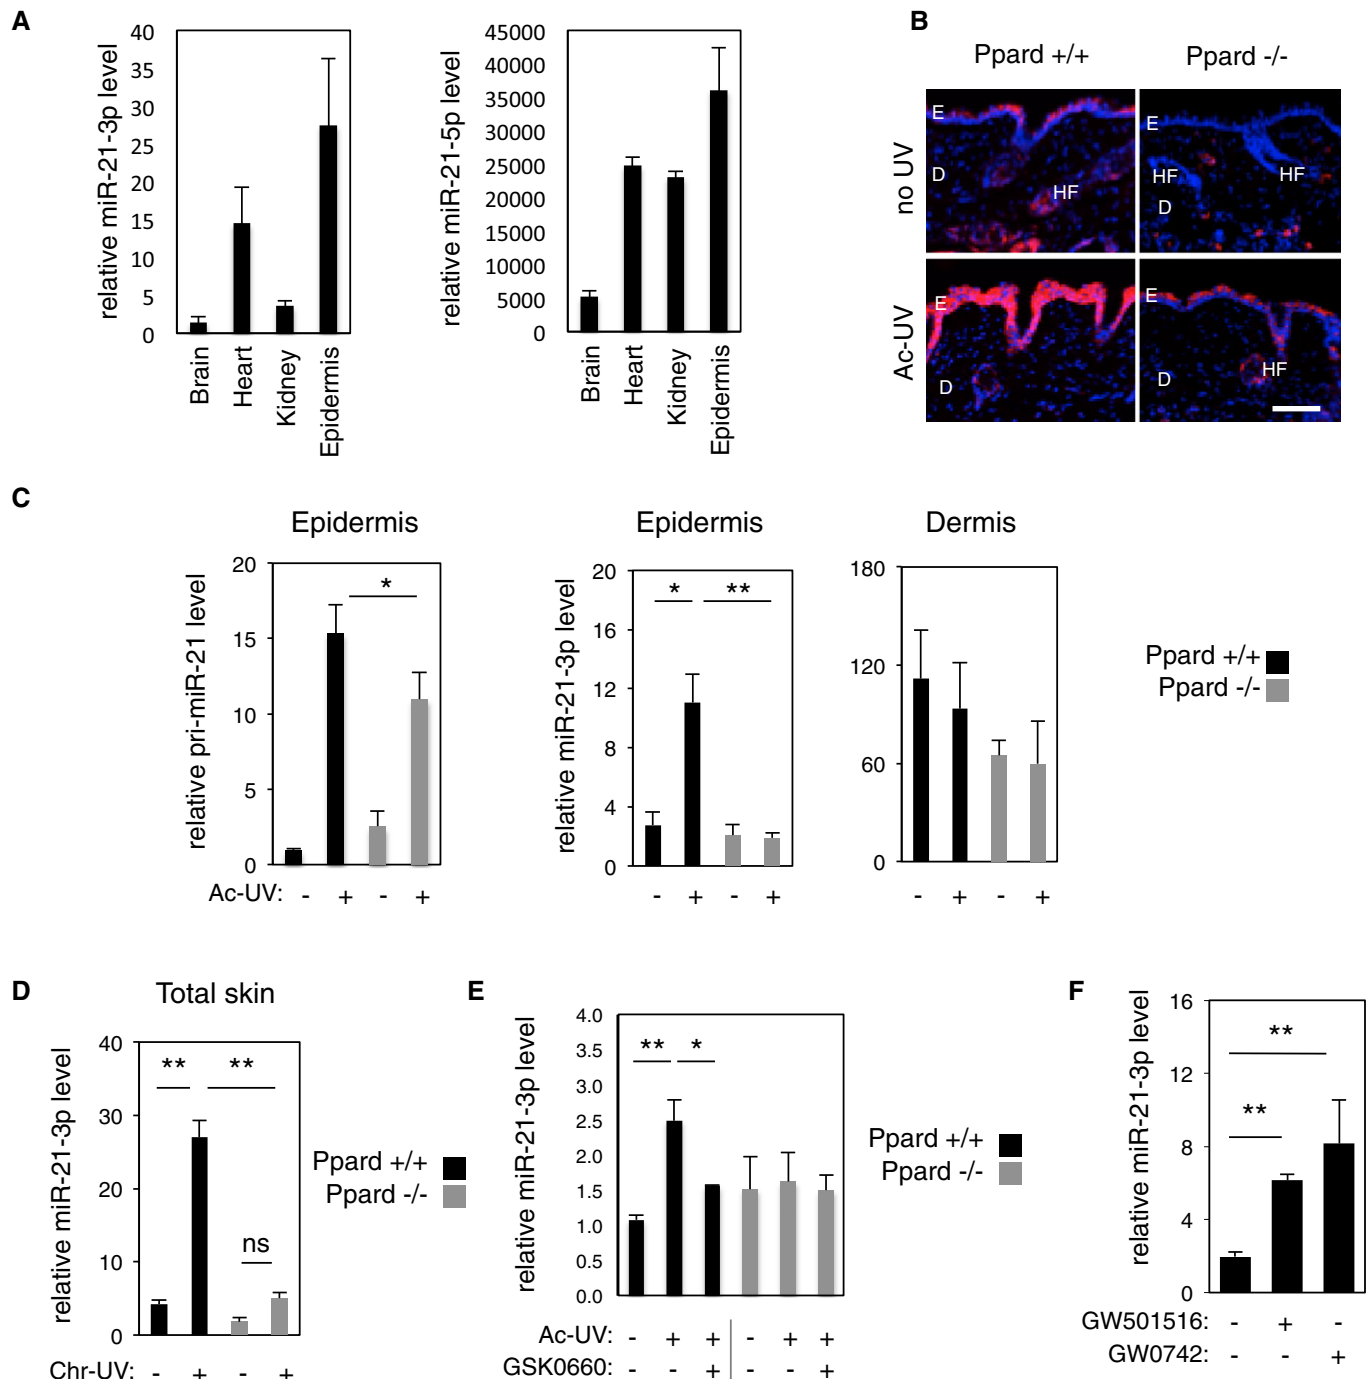 A
relative miR-21-3p level
40
35
30
25
20
15
10
5
0
Brain
Heart
Kidney
Epidermis
relative miR-21-5p level
45000
40000
35000
30000
25000
20000
15000
10000
5000
0
Brain
Heart
Kidney
Epidermis
B
Ppard +/+
Ppard -/-
no UV
E
D
HF
E
HF
HF
D
Ac-UV
E
D
E
D
HF
C
Epidermis
relative pri-miR-21 level
20
15
10
5
0
*
Ac-UV: - + - +
Epidermis
relative miR-21-3p level
20
16
12
8
4
0
* **
- + - +
Dermis
180
120
60
0
- + - +
Ppard +/+
Ppard -/-
D
Total skin
relative miR-21-3p level
40
30
20
10
0
** **
ns
Chr-UV: - + - +
Ppard +/+
Ppard -/-
E
relative miR-21-3p level
4.0
3.5
3.0
2.5
2.0
1.5
1.0
0.5
0.0
** *
Ac-UV: - + + - + +
GSK0660: - - + - - +
Ppard +/+
Ppard -/-
F
relative miR-21-3p level
16
12
8
4
0
**
**
GW501516: - + -
GW0742: - - +